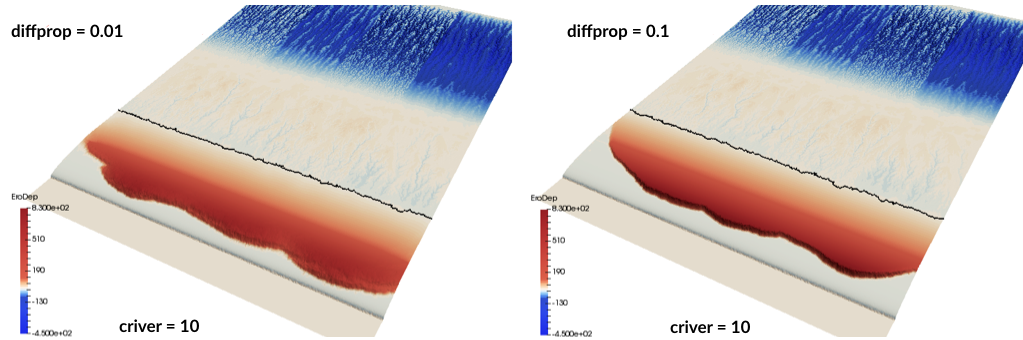 diffprop = 0.01
EroDep
8.300e+02
510
190
-130
-4.500e+02
criver = 10
diffprop = 0.1
EroDep
8.300e+02
510
190
-130
-4.500e+02
criver = 10